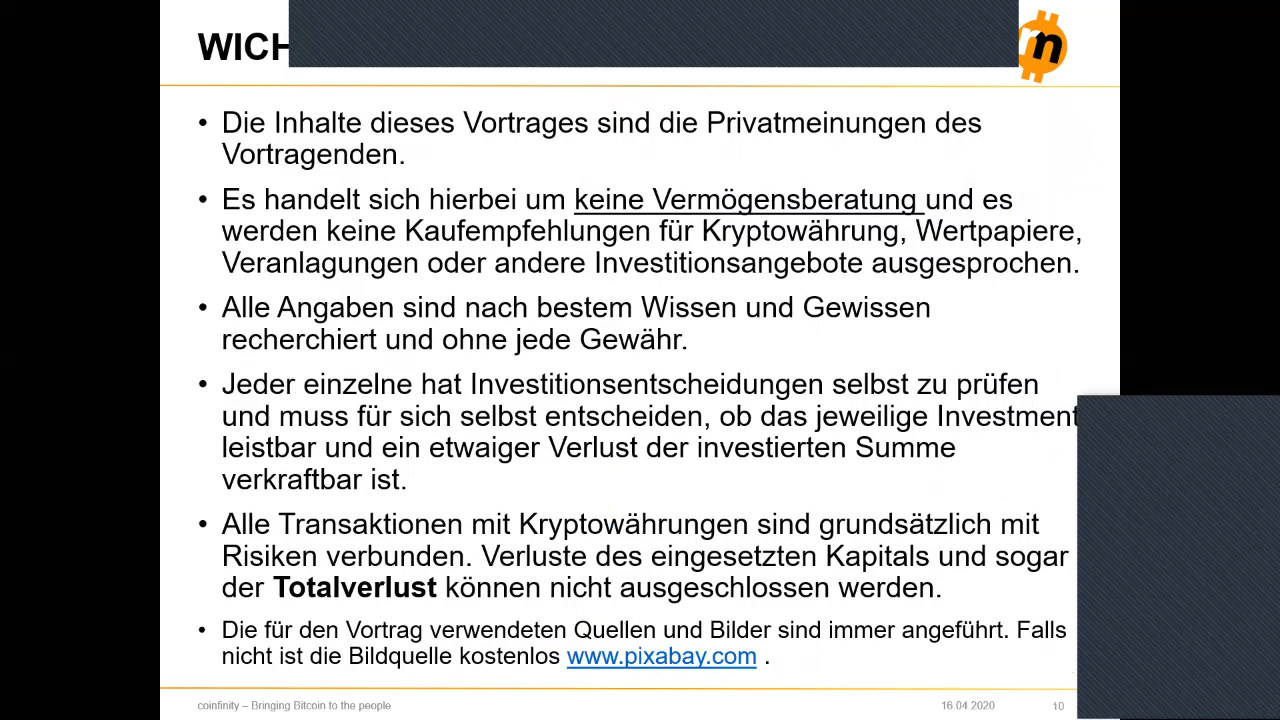 • Die Inhalte dieses Vortrages sind die Privatmeinungen des
Vortragenden.
• Es handelt sich hierbei um keine Vermögensberatung und es
werden keine Kaufempfehlungen für Kryptowährung, Wertpapiere,
Veranlagungen oder andere Investitionsangebote ausgesprochen.
• Alle Angaben sind nach bestem Wissen und Gewissen
recherchiert und ohne jede Gewähr.
• Jeder einzelne hat Investitionsentscheidungen selbst zu prüfen
und muss für sich selbst entscheiden, ob das jeweilige Investment
leistbar und ein etwaiger Verlust der investierten Summe
verkraftbar ist.
• Alle Transaktionen mit Kryptowährungen sind grundsätzlich mit
Risiken verbunden. Verluste des eingesetzten Kapitals und sogar
der Totalverlust können nicht ausgeschlossen werden.
• Die für den Vortrag verwendeten Quellen und Bilder sind immer angeführt. Falls
nicht ist die Bildquelle kostenlos www.pixabay.com .
coinfinity – Bringing Bitcoin to the people 16.04.2020 10